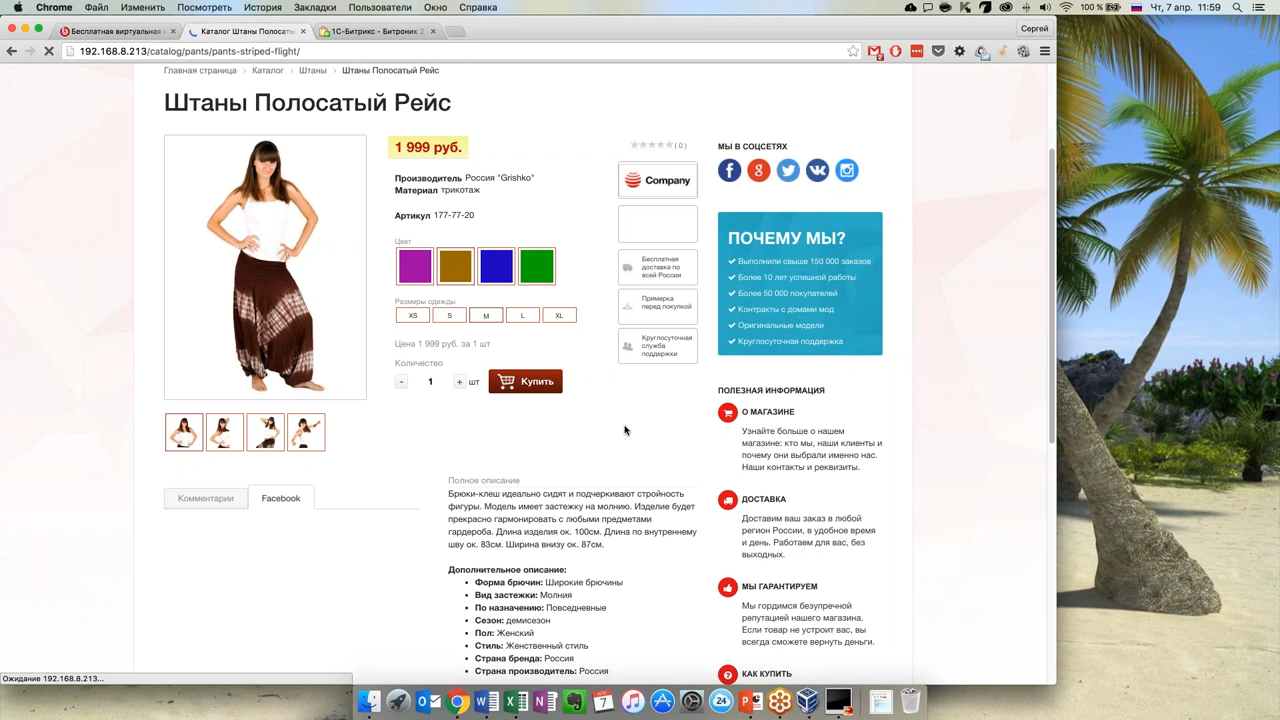 Chrome Файл Изменить Посмотреть История Закладки Пользователи Окно Справка 100 % Чт, 7 апр. 11:59
Бесплатная виртуальная Каталог Штаны Полосаты 1С-Битрикс - Битроник 2 Сергей
192.168.8.213/catalog/pants/pants-striped-flight/
Главная страница Каталог Штаны Штаны Полосатый Рейс
Штаны Полосатый Рейс
1 999 руб.
Производитель Россия "Grishko"
Материал трикотаж
Артикул 177-77-20
Цвет
Размеры одежды
XS S M L XL
Цена 1 999 руб. за 1 шт
Количество
- 1 + шт Купить
( 0 )
Company
Бесплатная
доставка по
всей России
Примерка
перед покупкой
Круглосуточная
служба
поддержки
Комментарии Facebook
Полное описание
Брюки-клеш идеально сидят и подчеркивают стройность
фигуры. Модель имеет застежку на молнию. Изделие будет
прекрасно гармонировать с любыми предметами
гардероба. Длина изделия ок. 100см. Длина по внутреннему
шву ок. 83см. Ширина внизу ок. 87см.
Дополнительное описание:
Форма брючин: Широкие брючины
Вид застежки: Молния
По назначению: Повседневные
Сезон: демисезон
Пол: Женский
Стиль: Женственный стиль
Страна бренда: Россия
Страна производитель: Россия
МЫ В СОЦСЕТЯХ
ПОЧЕМУ МЫ?
Выполнили свыше 150 000 заказов
Более 10 лет успешной работы
Более 50 000 покупателей
Контракты с домами мод
Оригинальные модели
Круглосуточная поддержка
ПОЛЕЗНАЯ ИНФОРМАЦИЯ
О МАГАЗИНЕ
Узнайте больше о нашем
магазине: кто мы, наши клиенты и
почему они выбрали именно нас.
Наши контакты и реквизиты.
ДОСТАВКА
Доставим ваш заказ в любой
регион России, в удобное время
и день. Работаем для вас, без
выходных.
МЫ ГАРАНТИРУЕМ
Мы гордимся безупречной
репутацией нашего магазина.
Если товар не устроит вас, вы
всегда сможете вернуть деньги.
КАК КУПИТЬ
Ожидание 192.168.8.213...
7 24